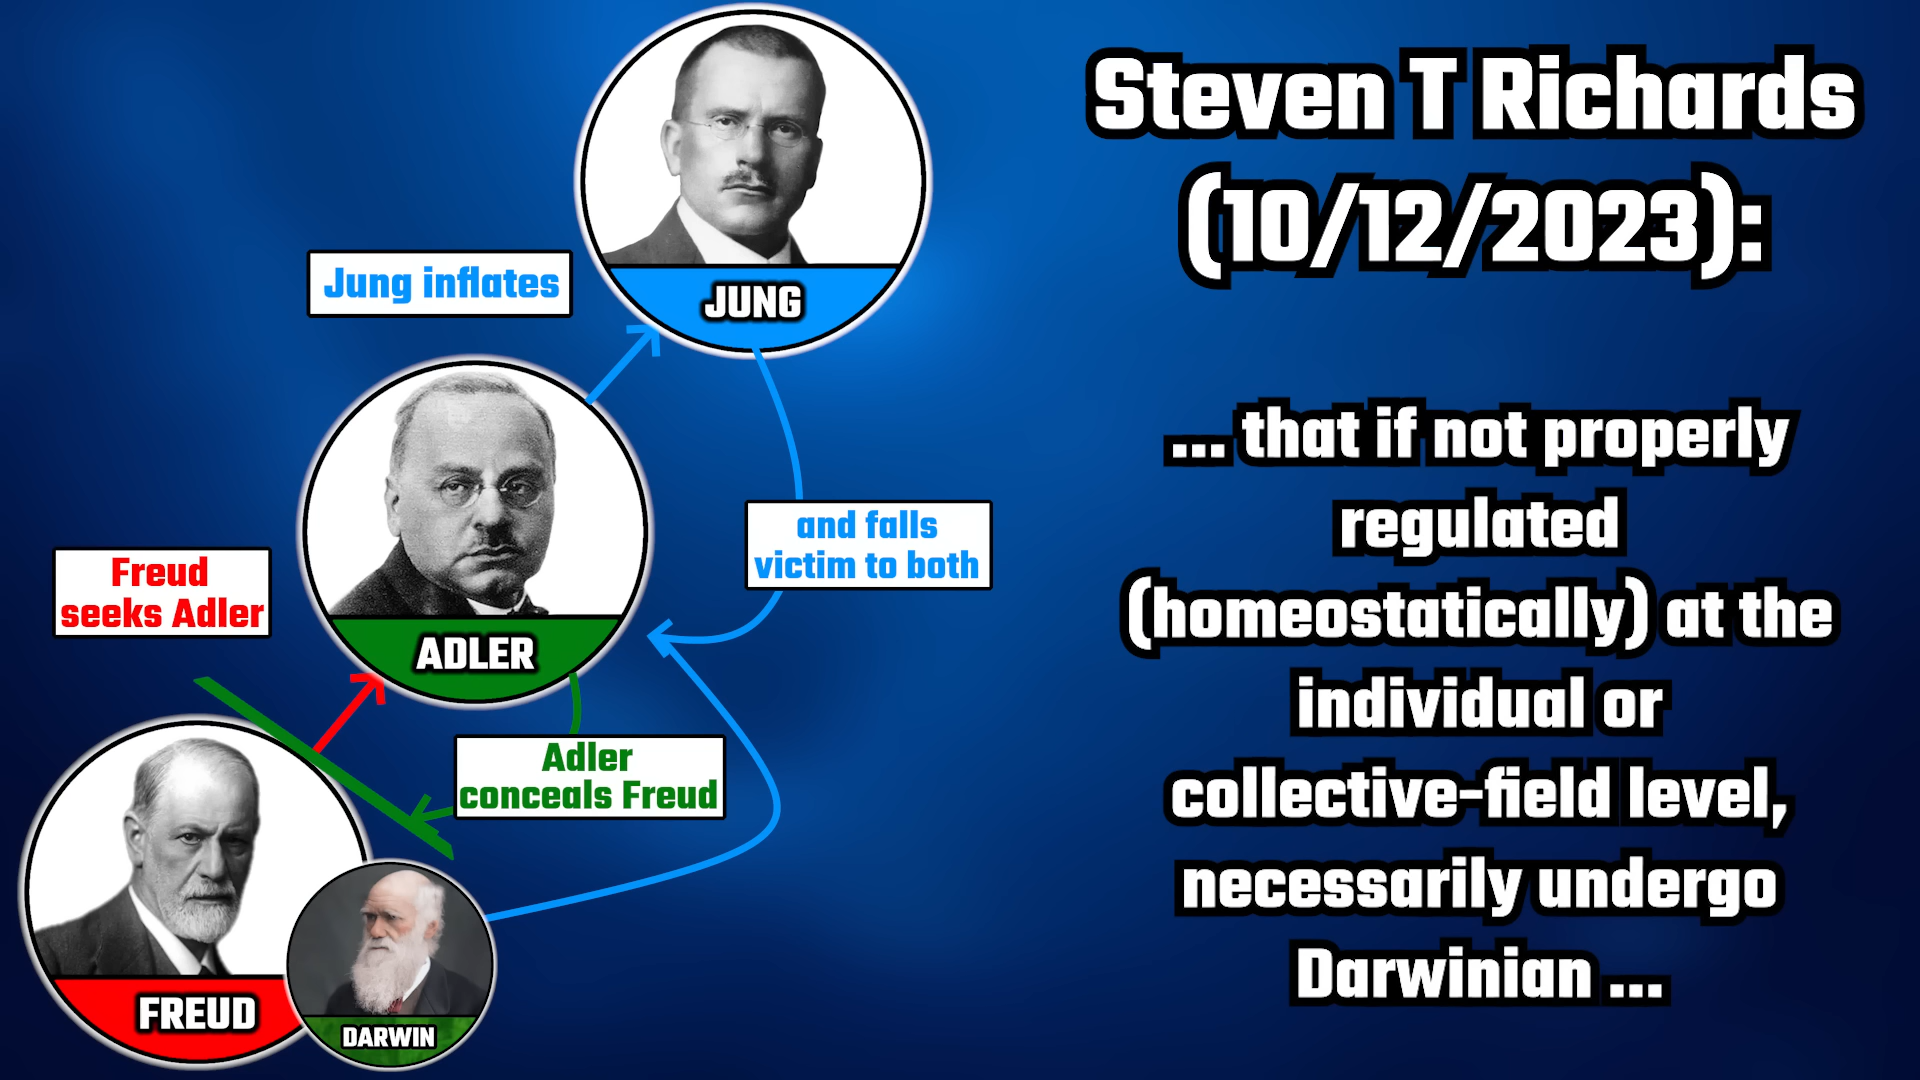 Steven T Richards
(10/12/2023):
... that if not properly
regulated
(homeostatically) at the
individual or
collective-field level,
necessarily undergo
Darwinian ...
Jung inflates
JUNG
and falls
victim to both
Freud
seeks Adler
ADLER
Adler
conceals Freud
FREUD
DARWIN